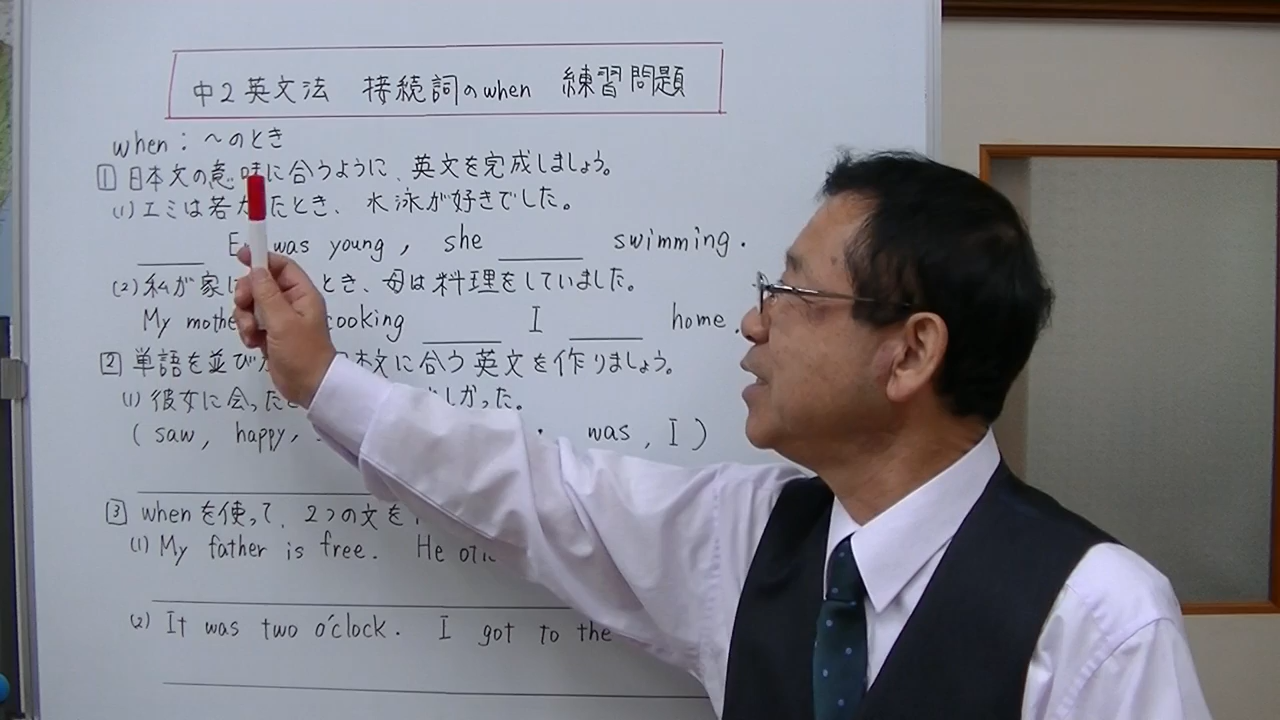 中2英文法 接続詞のwhen 練習問題
when：～のとき
1 日本文の意味に合うように、英文を完成しましょう。
(1) エミは若かったとき、水泳が好きでした。
____ was young, she ____ swimming.
(2) 私が家に とき、母は料理をしていました。
My cooking ____ I ____ home.
2 単語を並び 本文に合う英文を作りましょう。
(1) 彼女に会った しかった。
( saw, happy, was, I )
3 whenを使って、2つの文を
(1) My father is free. He
(2) It was two o'clock. I got to the